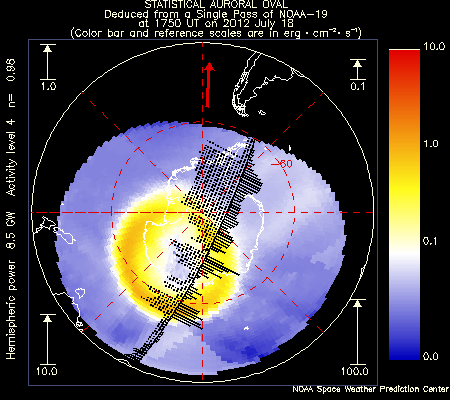 STATISTICAL AURORAL OVAL
Deduced from a Single Pass of NOAA-19
at 1750 UT on 2012 July 18
(Color bar and reference scales are in erg · cm⁻² · s⁻¹)
1.0
0.1
10.0
1.0
0.1
0.0
-60
Hemispheric power 8.5 GW Activity level 4 n= 0.98
10.0
100.0
NOAA Space Weather Prediction Center